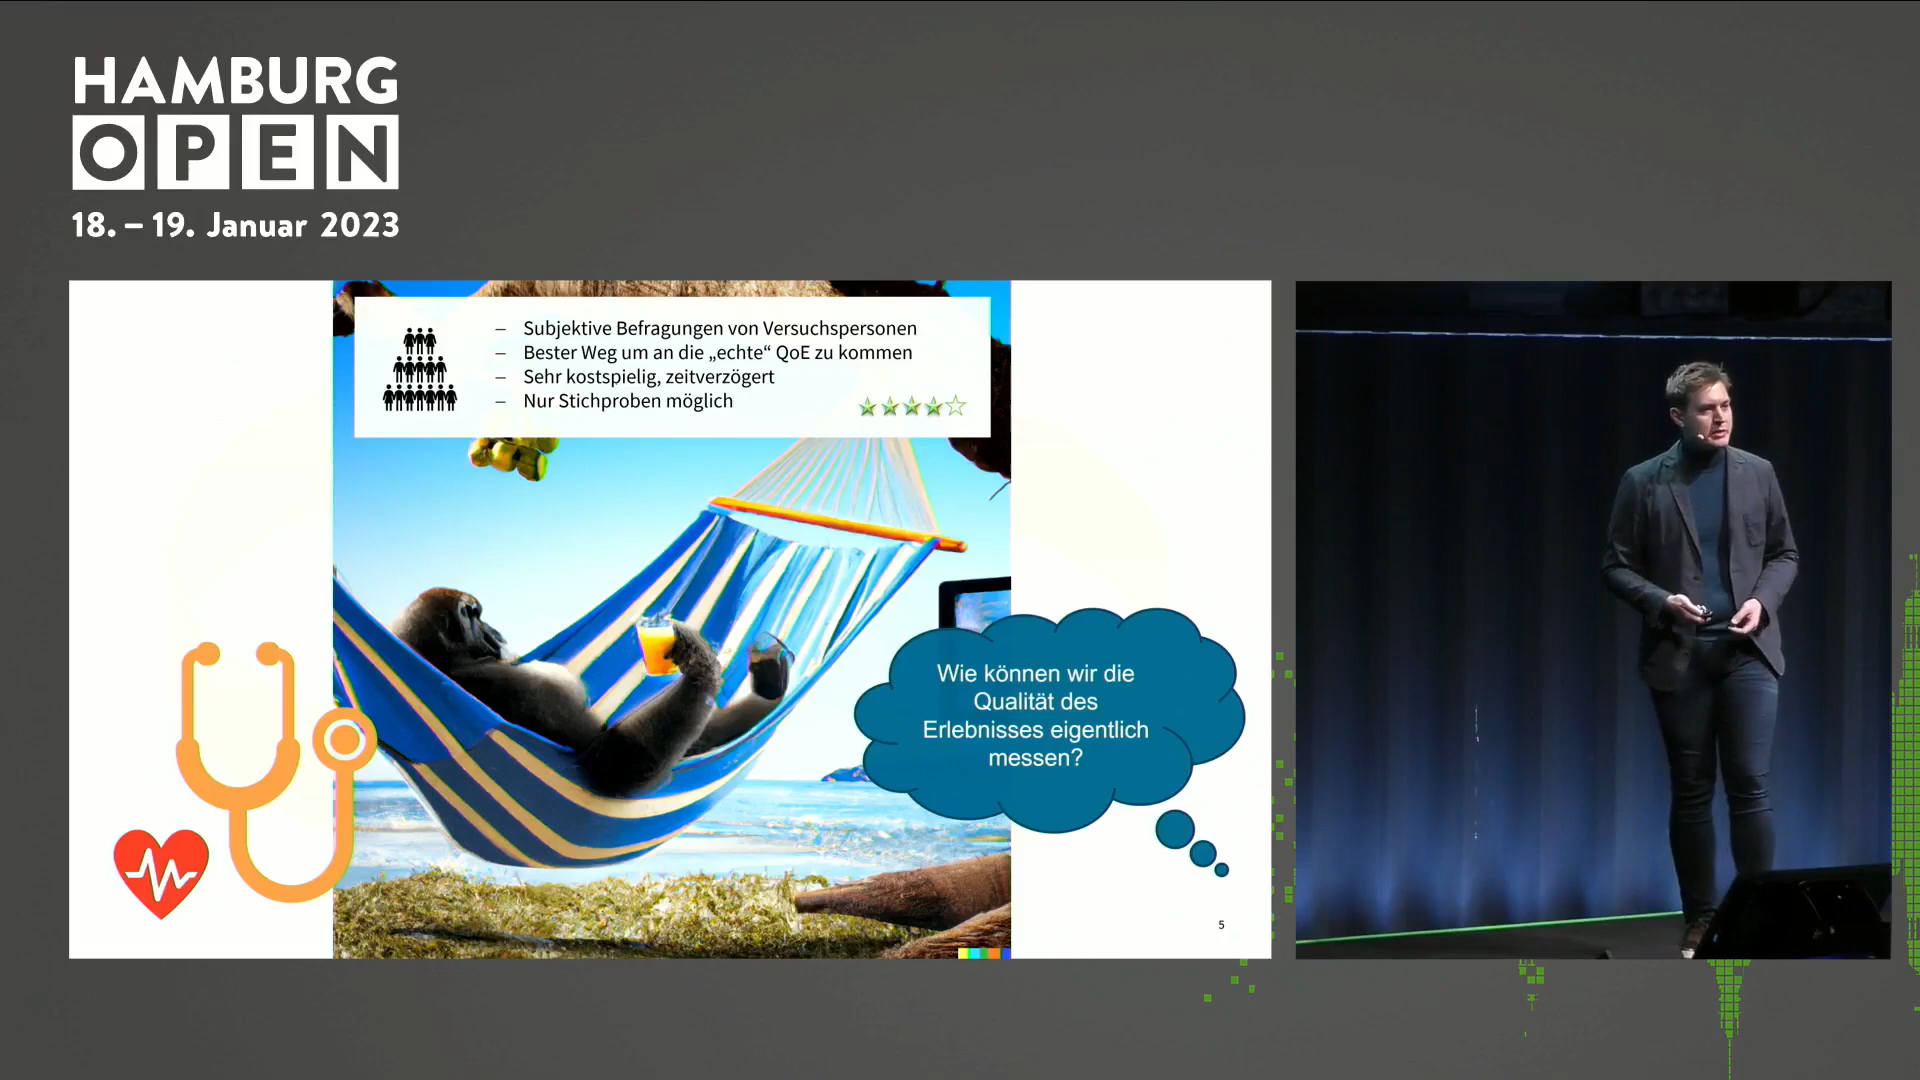 HAMBURG
OPEN
18. – 19. Januar 2023
– Subjektive Befragungen von Versuchspersonen
– Bester Weg um an die „echte“ QoE zu kommen
– Sehr kostspielig, zeitverzögert
– Nur Stichproben möglich
Wie können wir die
Qualität des
Erlebnisses eigentlich
messen?
5